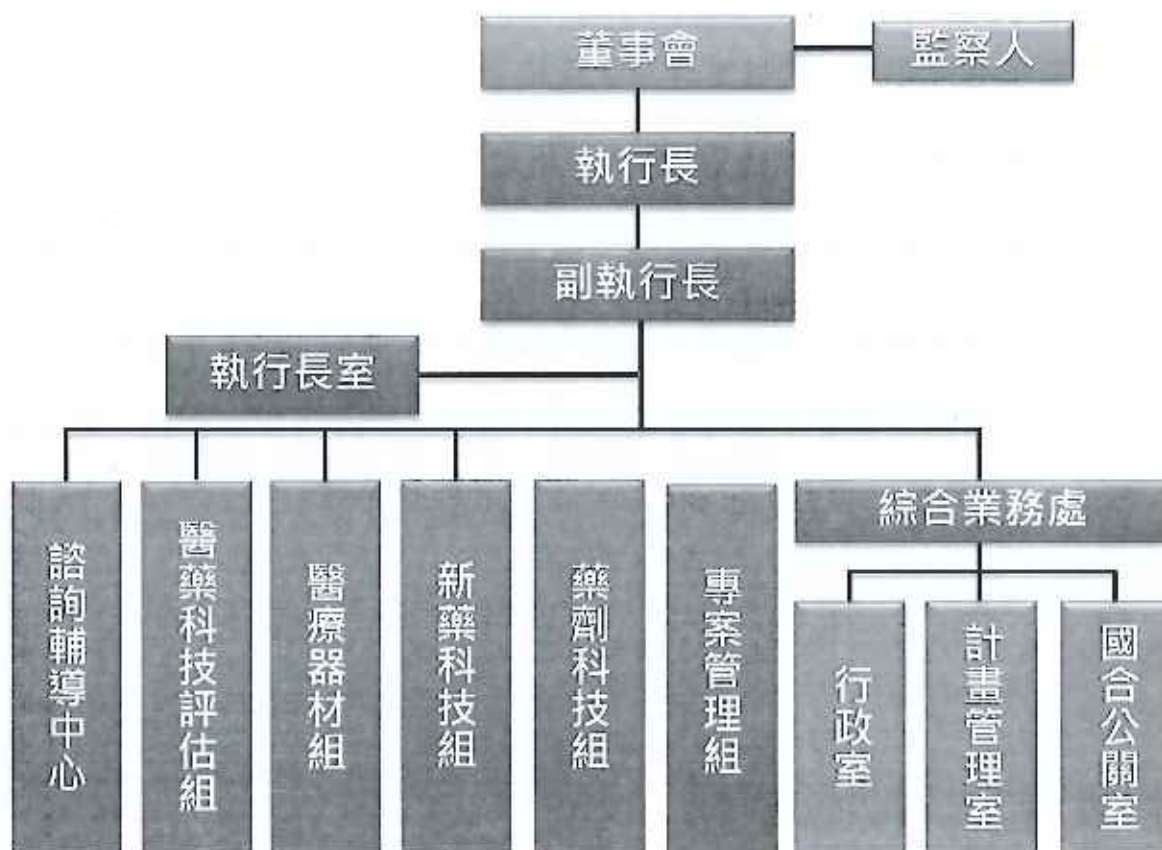 董事會
監察人
執行長
副執行長
執行長室
諮詢輔導中心
醫藥科技評估組
醫療器材組
新藥科技組
藥劑科技組
專案管理組
綜合業務處
行政室
計畫管理室
國合公關室